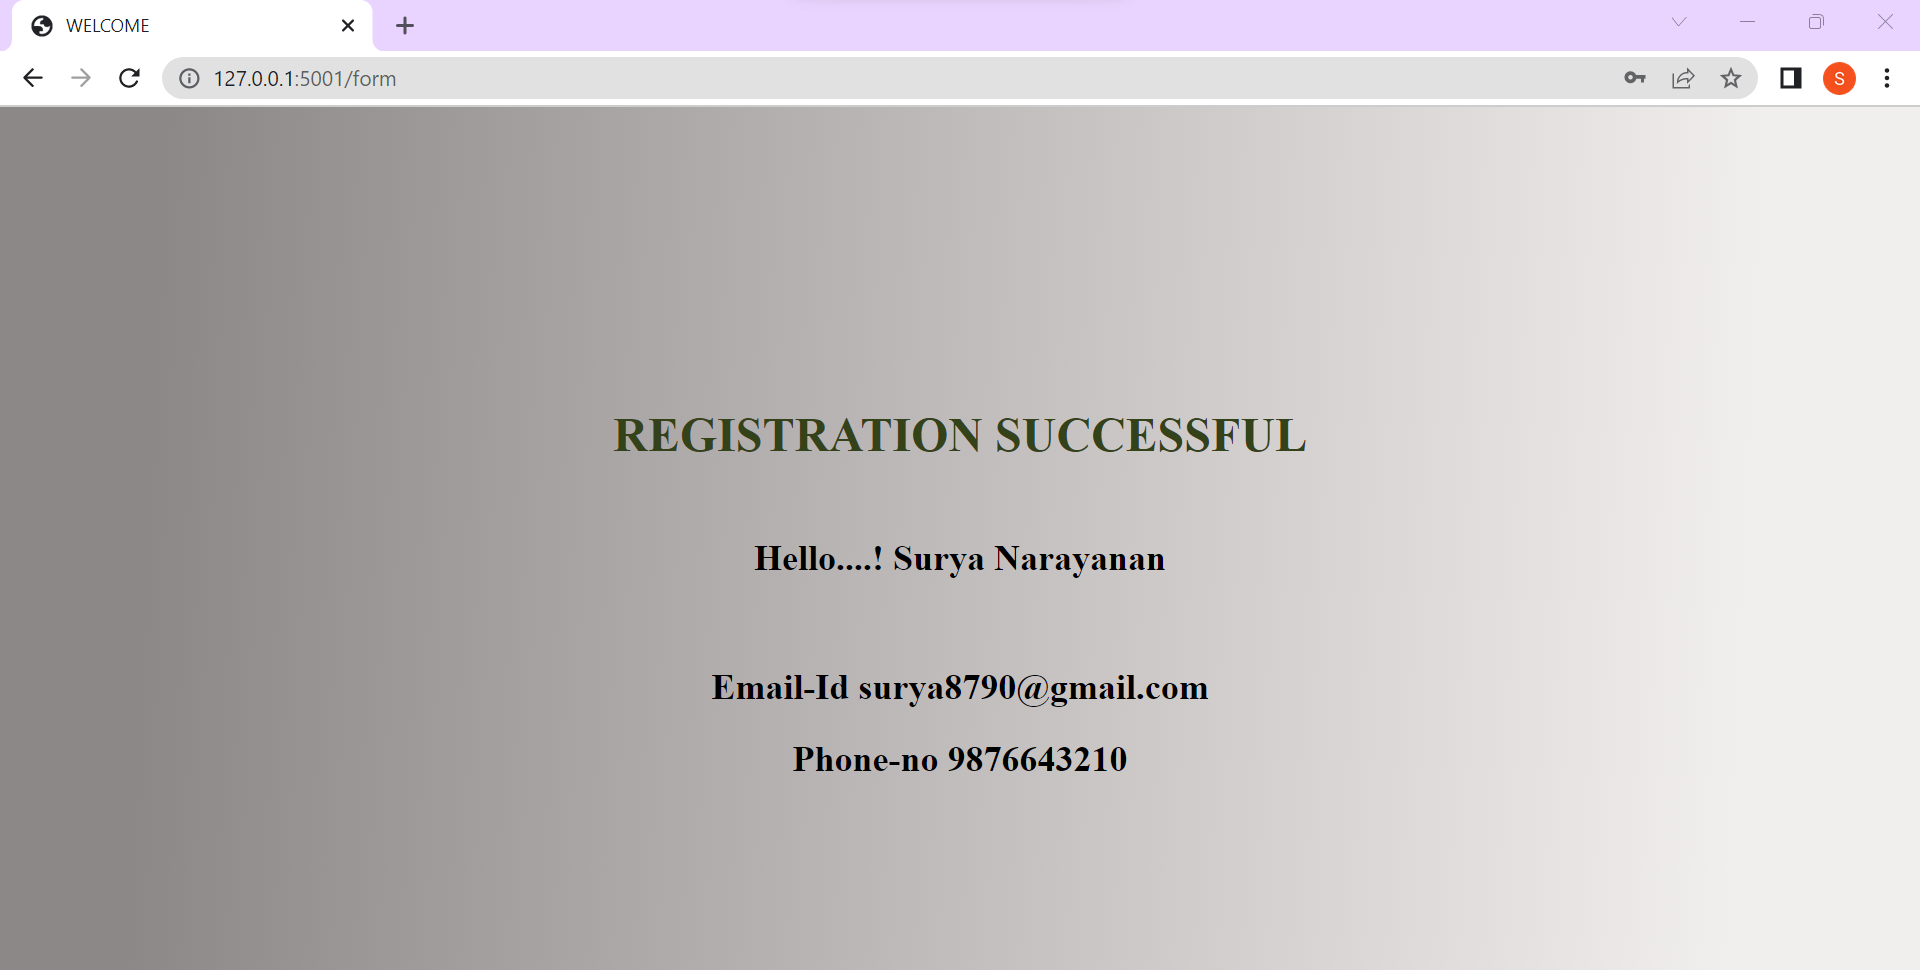 WELCOME
127.0.0.1:5001/form
S
REGISTRATION SUCCESSFUL
Hello....! Surya Narayanan
Email-Id surya8790@gmail.com
Phone-no 9876643210